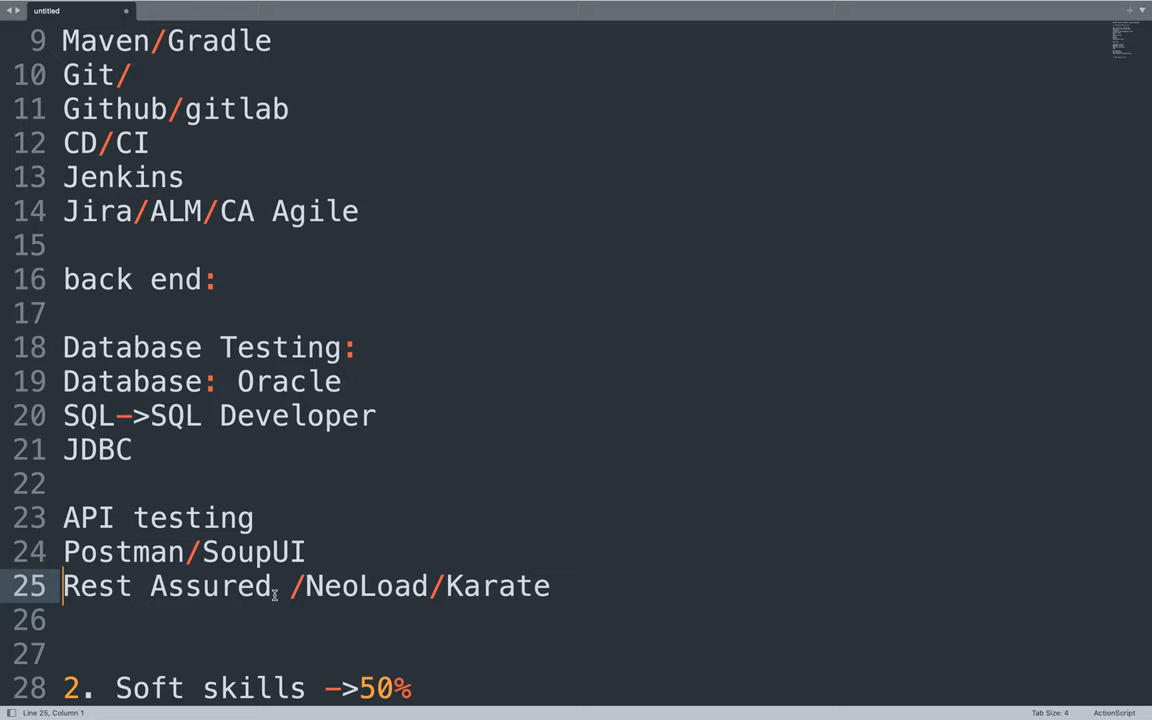 untitled
9 Maven/Gradle
10 Git/
11 Github/gitlab
12 CD/CI
13 Jenkins
14 Jira/ALM/CA Agile
15
16 back end:
17
18 Database Testing:
19 Database: Oracle
20 SQL->SQL Developer
21 JDBC
22
23 API testing
24 Postman/SoupUI
25 Rest Assured /NeoLoad/Karate
26
27
28 2. Soft skills ->50%
Line 25, Column 1 Tab Size: 4 ActionScript